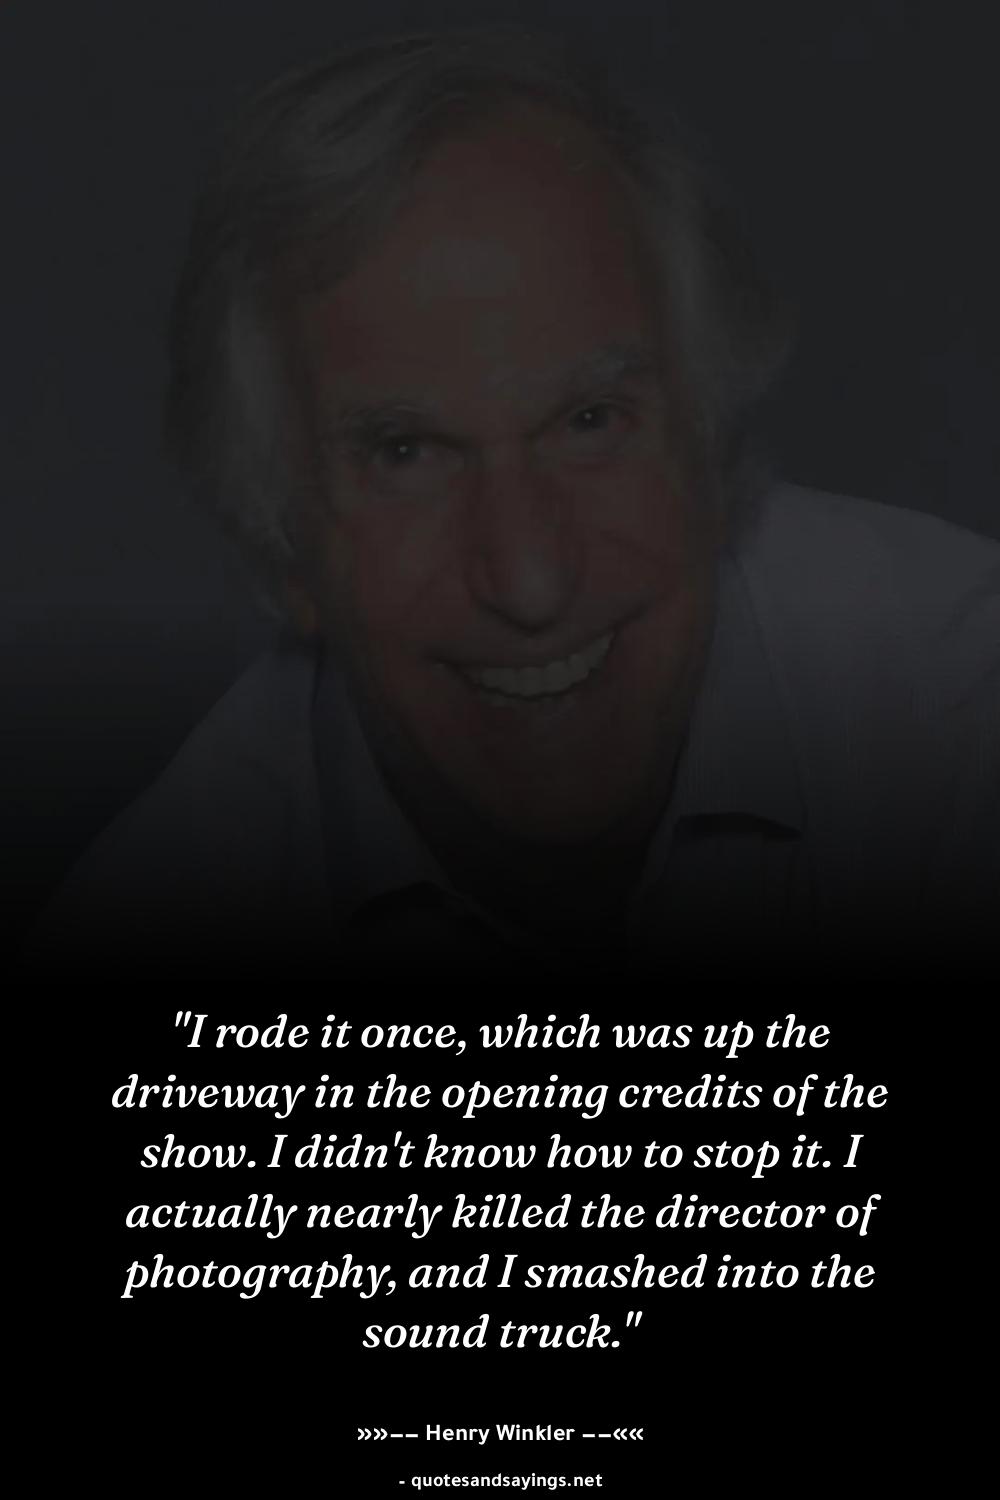 "I rode it once, which was up the
driveway in the opening credits of the
show. I didn't know how to stop it. I
actually nearly killed the director of
photography, and I smashed into the
sound truck."
»»−− Henry Winkler −−««
- quotesandsayings.net